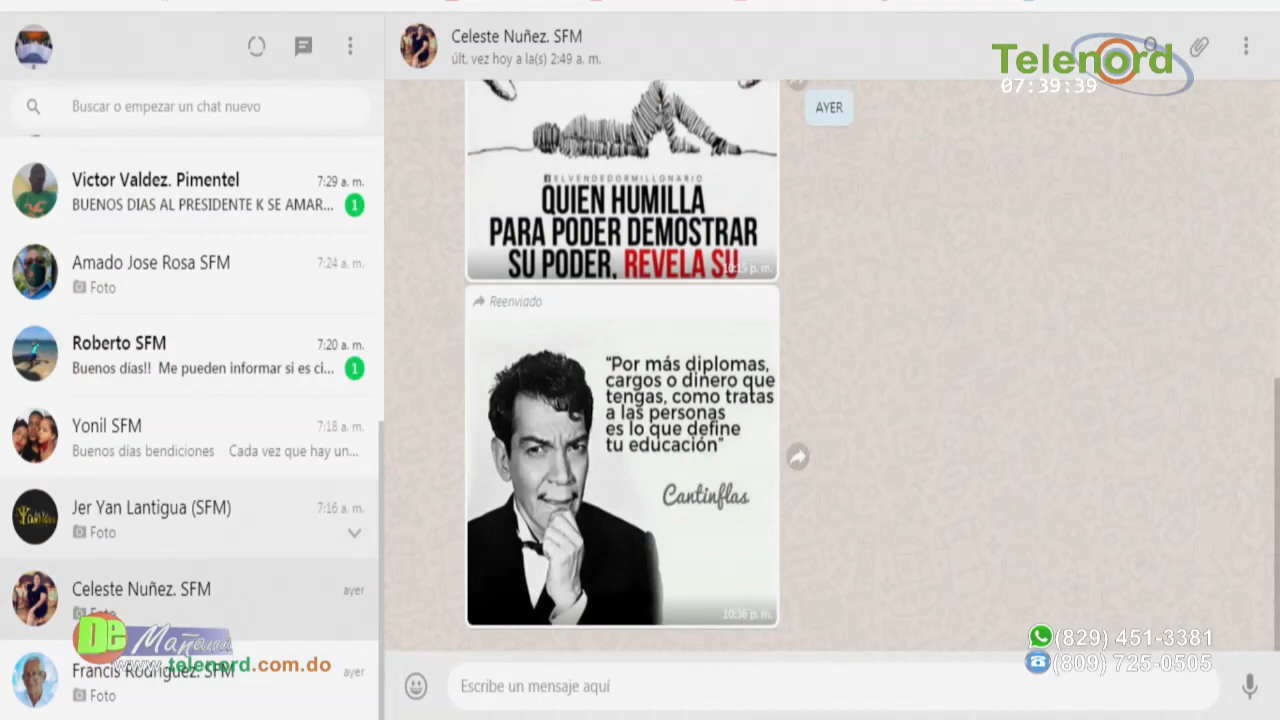 Celeste Nuñez. SFM
últ. vez hoy a la(s) 2:49 a. m.
Telenord
07:39:39
Buscar o empezar un chat nuevo
Victor Valdez. Pimentel
7:29 a. m.
BUENOS DIAS AL PRESIDENTE K SE AMAR...
1
Amado Jose Rosa SFM
7:24 a. m.
Foto
Roberto SFM
7:20 a. m.
Buenos días!! Me pueden informar si es ci...
1
Yonil SFM
7:18 a. m.
Buenos días bendiciones Cada vez que hay un...
Jer Yan Lantigua (SFM)
7:16 a. m.
Foto
Celeste Nuñez. SFM
ayer
Foto
De Mañana
www.telenord.com.do
Francis Rodriguez. SFM
ayer
Foto
AYER
ELVENDEDORMILLONARIO
QUIEN HUMILLA
PARA PODER DEMOSTRAR
SU PODER, REVELA SU
10:15 p. m.
Reenviado
"Por más diplomas,
cargos o dinero que
tengas, como tratas
a las personas
es lo que define
tu educación"
Cantinflas
10:36 p. m.
(829) 451-3381
(809) 725-0505
Escribe un mensaje aquí